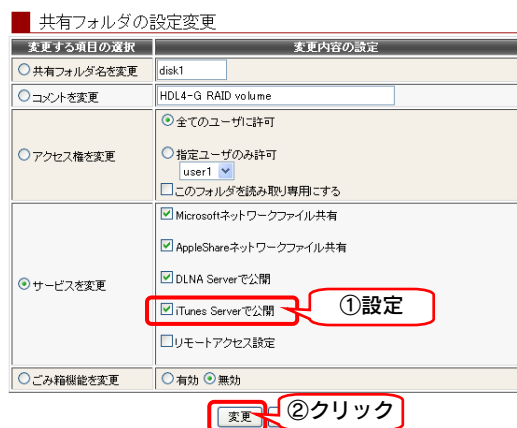 共有フォルダの設定変更
変更する項目の選択 変更内容の設定
共有フォルダ名を変更 disk1
コメントを変更 HDL4-G RAID volume
アクセス権を変更
全てのユーザに許可
指定ユーザのみ許可
user1
このフォルダを読み取り専用にする
サービスを変更
Microsoftネットワークファイル共有
AppleShareネットワークファイル共有
DLNA Serverで公開
iTunes Serverで公開 ①設定
リモートアクセス設定
ごみ箱機能を変更 有効 無効
変更 ②クリック